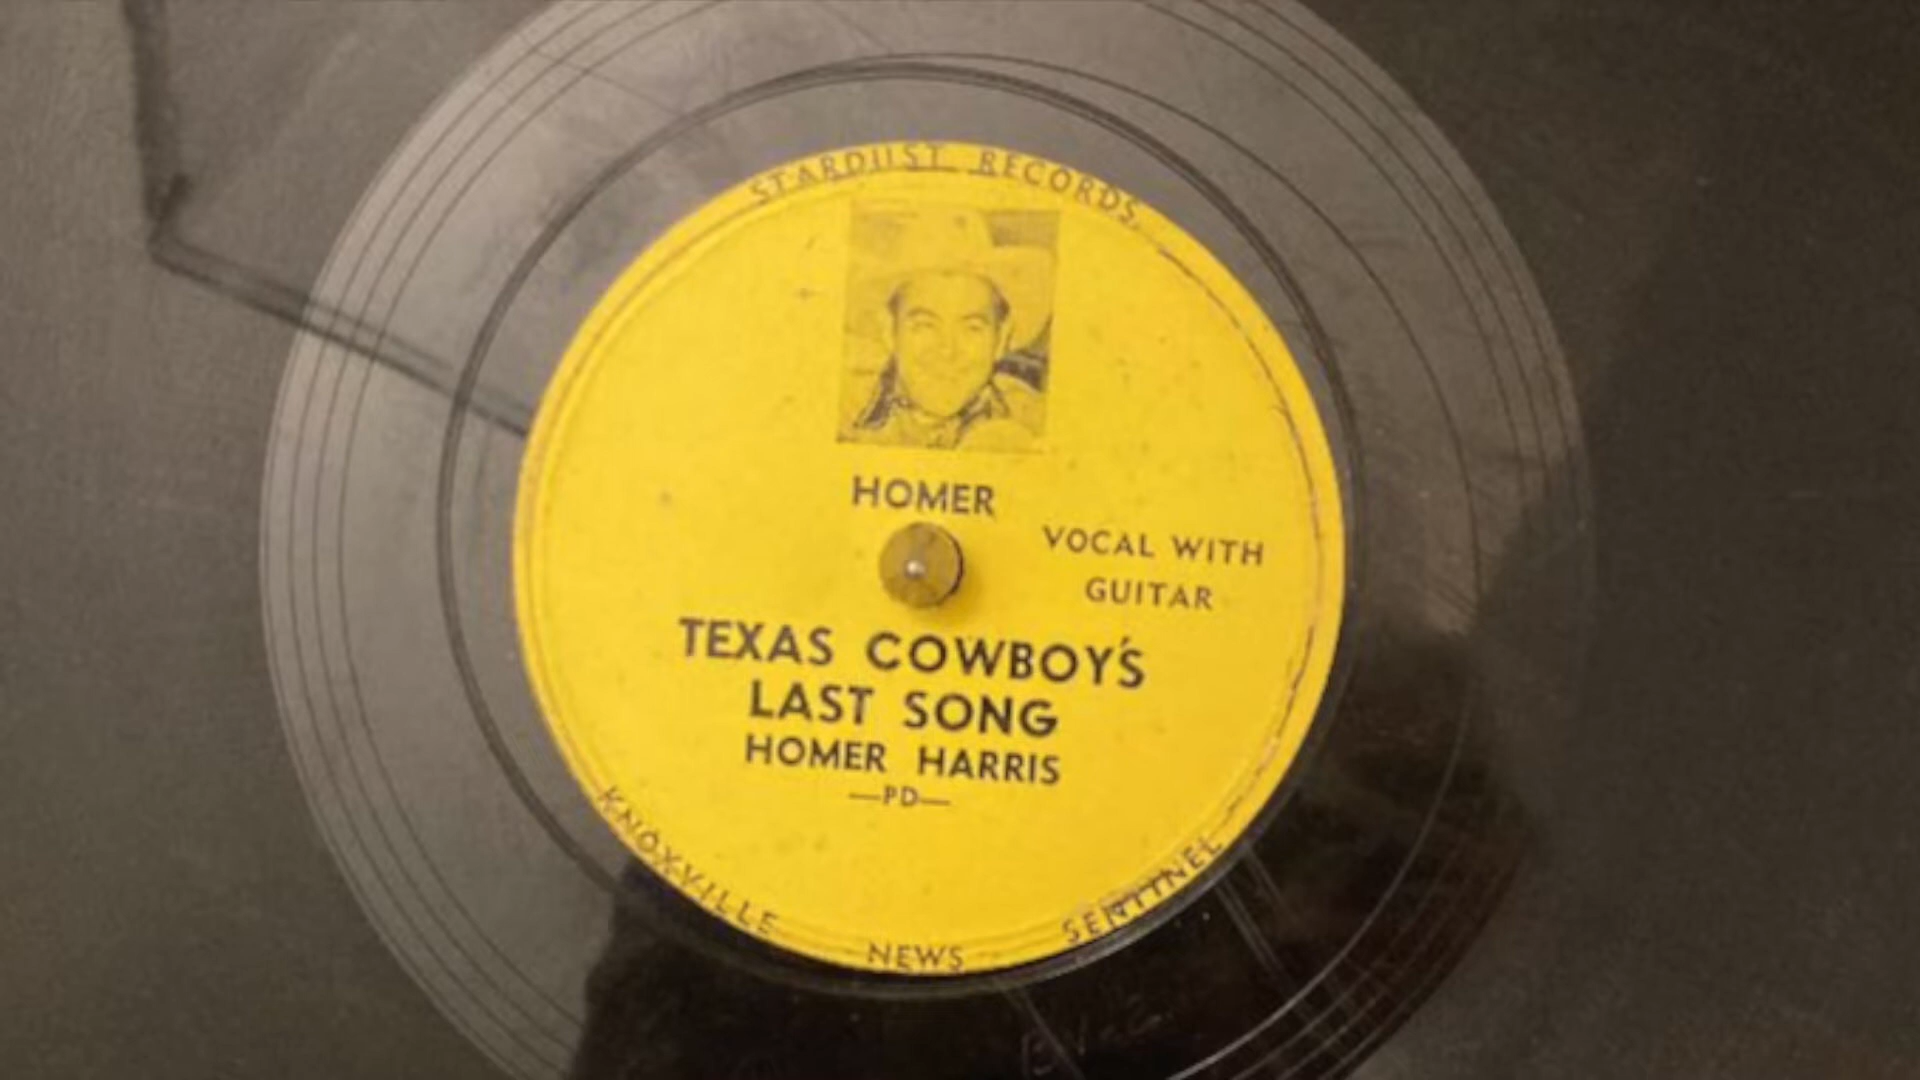 STARDUST RECORDS,
HOMER
VOCAL WITH
GUITAR
TEXAS COWBOY'S
LAST SONG
HOMER HARRIS
—PD—
KNOXVILLE NEWS SENTINEL